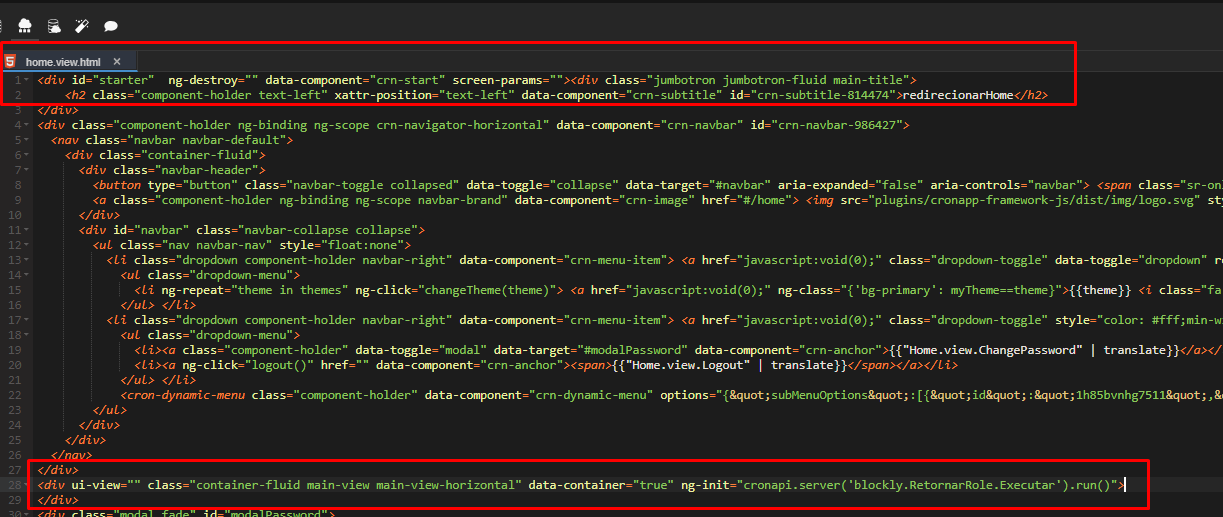 home.view.html ×
1 <div id="starter"  ng-destroy="" data-component="crn-start" screen-params=""><div class="jumbotron jumbotron-fluid main-title">
2 <h2 class="component-holder text-left" xattr-position="text-left" data-component="crn-subtitle" id="crn-subtitle-814474">redirecionarHome</h2>
3 </div>
4 <div class="component-holder ng-binding ng-scope crn-navigator-horizontal" data-component="crn-navbar" id="crn-navbar-986427">
5 <nav class="navbar navbar-default">
6 <div class="container-fluid">
7 <div class="navbar-header">
8 <button type="button" class="navbar-toggle collapsed" data-toggle="collapse" data-target="#navbar" aria-expanded="false" aria-controls="navbar"> <span class="sr-on
9 <a class="component-holder ng-binding ng-scope navbar-brand" data-component="crn-image" href="#/home"> <img src="plugins/cronapp-framework-js/dist/img/logo.svg" sty
10 </div>
11 <div id="navbar" class="navbar-collapse collapse">
12 <ul class="nav navbar-nav" style="float:none">
13 <li class="dropdown component-holder navbar-right" data-component="crn-menu-item"> <a href="javascript:void(0);" class="dropdown-toggle" data-toggle="dropdown" ro
14 <ul class="dropdown-menu">
15 <li ng-repeat="theme in themes" ng-click="changeTheme(theme)"> <a href="javascript:void(0);" ng-class="{'bg-primary': myTheme==theme}">{{theme}} <i class="fa
16 </ul> </li>
17 <li class="dropdown component-holder navbar-right" data-component="crn-menu-item"> <a href="javascript:void(0);" class="dropdown-toggle" style="color: #fff;min-wi
18 <ul class="dropdown-menu">
19 <li><a class="component-holder" data-toggle="modal" data-target="#modalPassword" data-component="crn-anchor">{{"Home.view.ChangePassword" | translate}}</a></
20 <li><a ng-click="logout()" href="" data-component="crn-anchor"><span>{{"Home.view.Logout" | translate}}</span></a></li>
21 </ul> </li>
22 <cron-dynamic-menu class="component-holder" data-component="crn-dynamic-menu" options="{&quot;subMenuOptions&quot;:[{&quot;id&quot;:&quot;1h85bvnhg7511&quot;,&
23 </ul>
24 </div>
25 </div>
26 </nav>
27 </div>
28 <div ui-view="" class="container-fluid main-view main-view-horizontal" data-container="true" ng-init="cronapi.server('blockly.RetornarRole.Executar').run()">
29 </div>
30 <div class="modal fade" id="modalPassword">